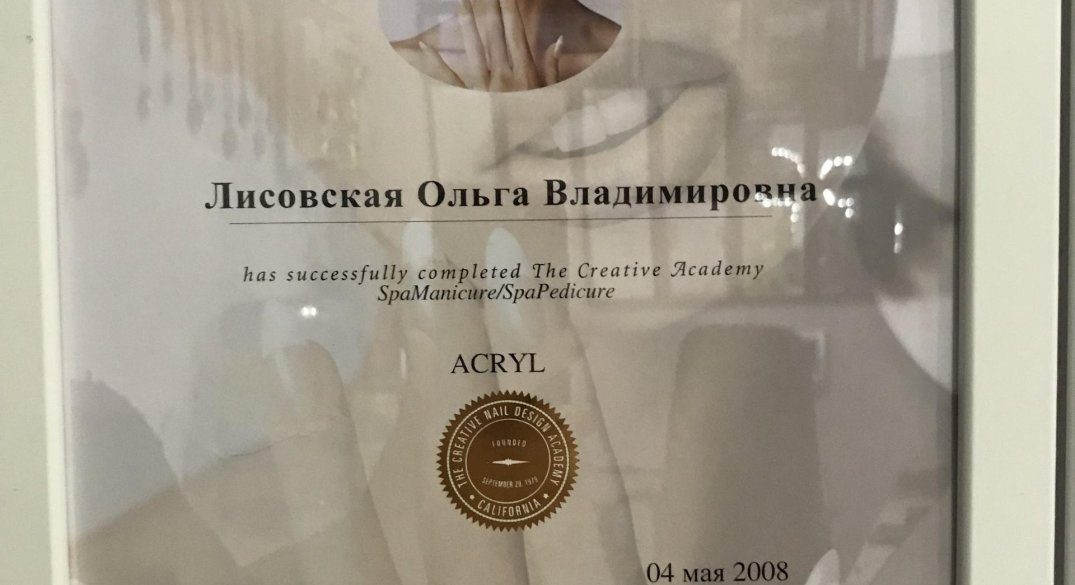 Лисовская Ольга Владимировна
has successfully completed The Creative Academy
SpaManicure/SpaPedicure
ACRYL
THE CREATIVE NAIL DESIGN ACADEMY
FOUNDED
SEPTEMBER 29, 1979
CALIFORNIA
04 мая 2008